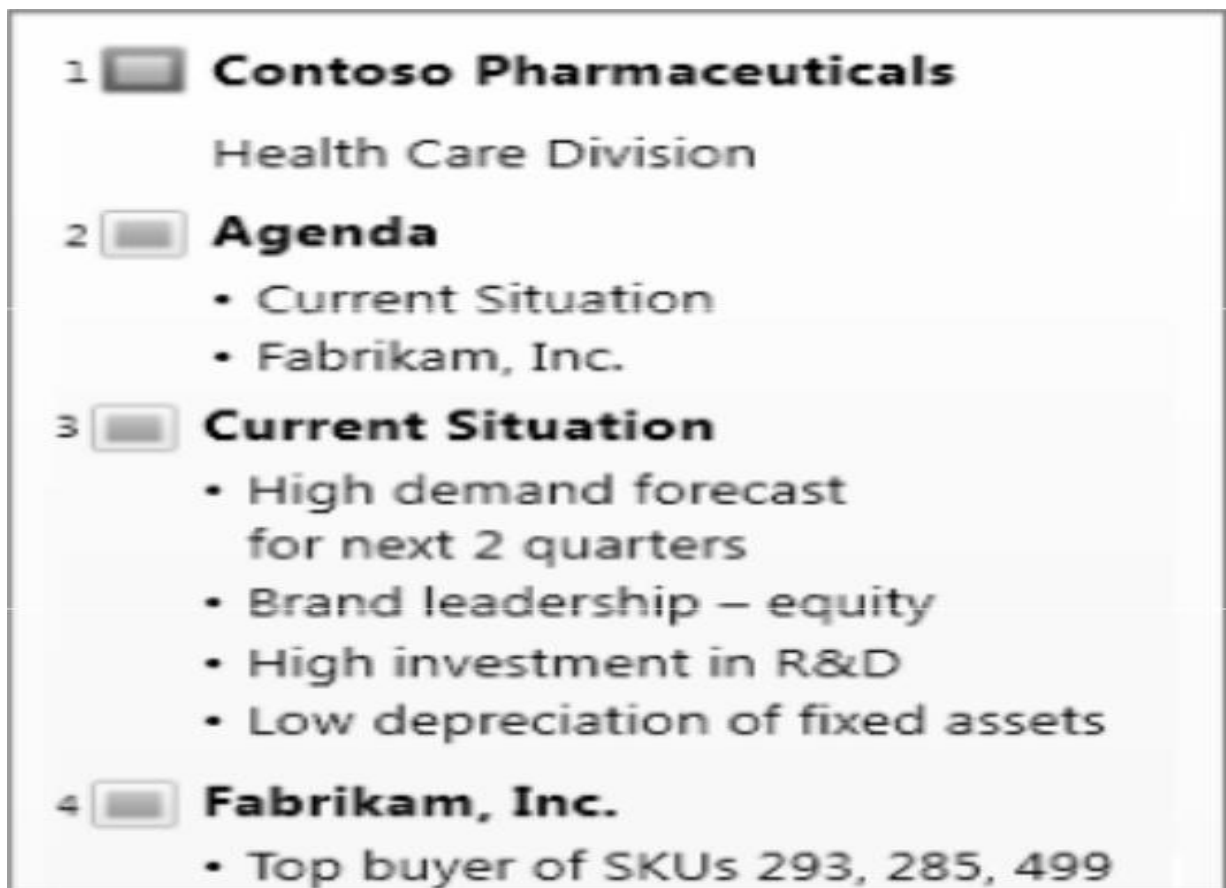 1 Contoso Pharmaceuticals
Health Care Division
2 Agenda
• Current Situation
• Fabrikam, Inc.
3 Current Situation
• High demand forecast
for next 2 quarters
• Brand leadership – equity
• High investment in R&D
• Low depreciation of fixed assets
4 Fabrikam, Inc.
• Top buyer of SKUs 293, 285, 499